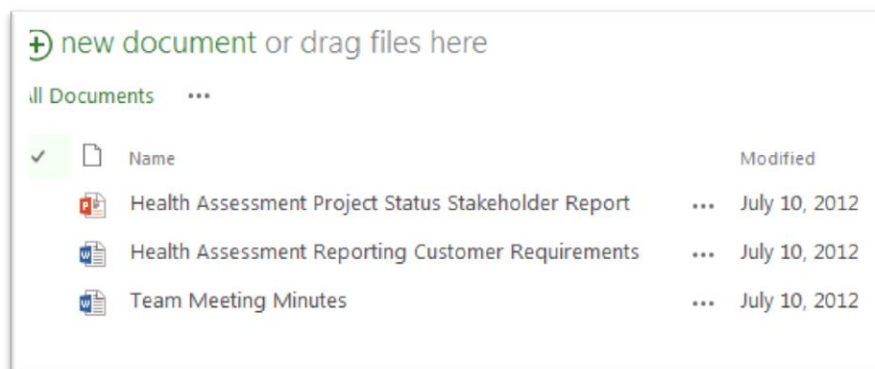 new document or drag files here
All Documents ...
Name Modified
Health Assessment Project Status Stakeholder Report ... July 10, 2012
Health Assessment Reporting Customer Requirements ... July 10, 2012
Team Meeting Minutes ... July 10, 2012